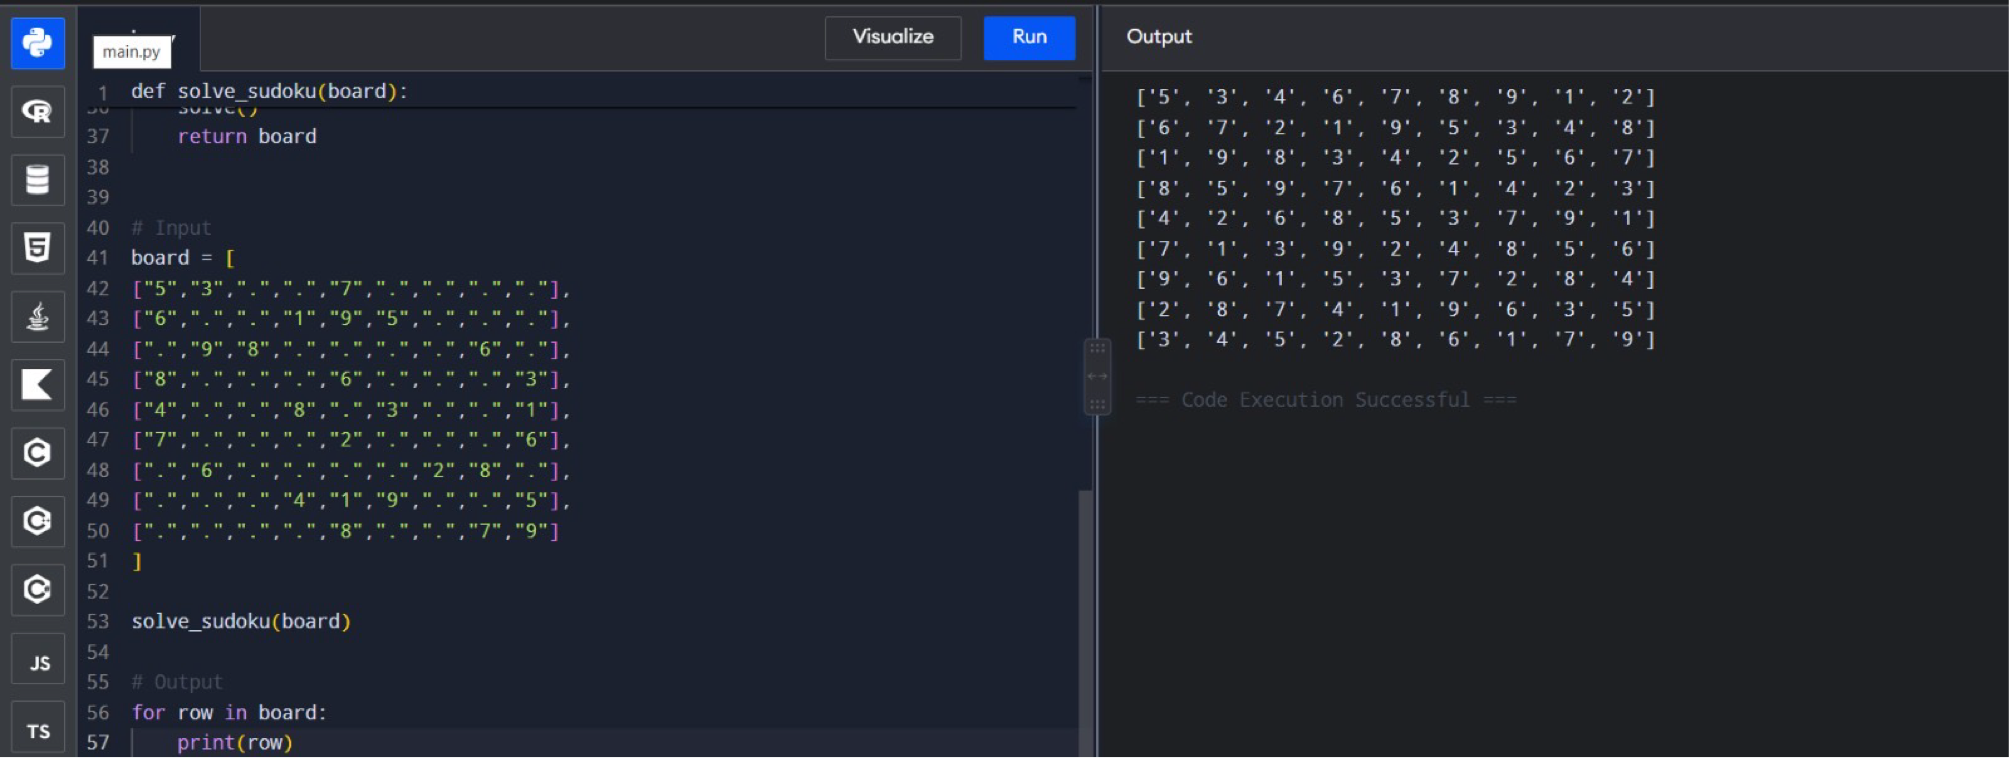 main.py
Visualize
Run
1 def solve_sudoku(board):
36 solve()
37 return board
38
39
40 # Input
41 board = [
42 ["5","3",".",".","7",".",".",".","."],
43 ["6",".",".","1","9","5",".",".","."],
44 [".","9","8",".",".",".",".","6","."],
45 ["8",".",".",".","6",".",".",".","3"],
46 ["4",".",".","8",".","3",".",".","1"],
47 ["7",".",".",".","2",".",".",".","6"],
48 [".","6",".",".",".",".","2","8","."],
49 [".",".",".","4","1","9",".",".","5"],
50 [".",".",".",".","8",".",".","7","9"]
51 ]
52
53 solve_sudoku(board)
54
55 # Output
56 for row in board:
57 print(row)
Output
['5', '3', '4', '6', '7', '8', '9', '1', '2']
['6', '7', '2', '1', '9', '5', '3', '4', '8']
['1', '9', '8', '3', '4', '2', '5', '6', '7']
['8', '5', '9', '7', '6', '1', '4', '2', '3']
['4', '2', '6', '8', '5', '3', '7', '9', '1']
['7', '1', '3', '9', '2', '4', '8', '5', '6']
['9', '6', '1', '5', '3', '7', '2', '8', '4']
['2', '8', '7', '4', '1', '9', '6', '3', '5']
['3', '4', '5', '2', '8', '6', '1', '7', '9']
=== Code Execution Successful ===
JS
TS